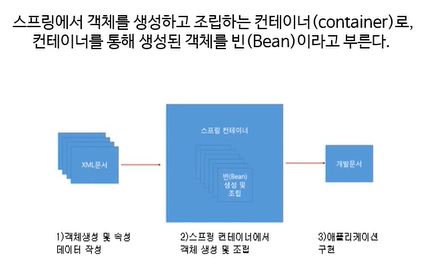 스프링에서 객체를 생성하고 조립하는 컨테이너(container)로,
컨테이너를 통해 생성된 객체를 빈(Bean)이라고 부른다.
스프링 컨테이너
XML문서
빈(Bean)
생성 및
조립
개발문서
1)객체생성 및 속성
데이터 작성
2)스프링 컨테이너에서
객체 생성 및 조립
3)애플리케이션
구현